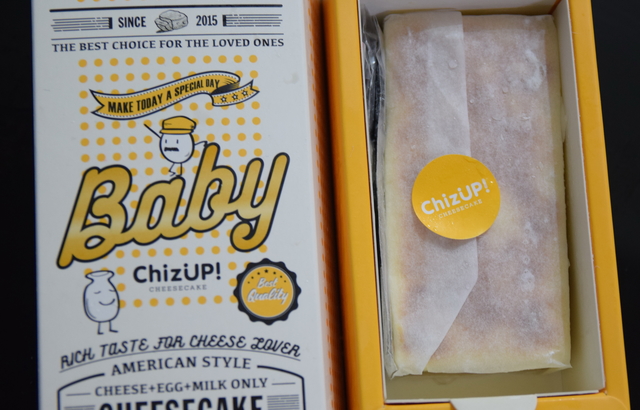 SINCE 2015
THE BEST CHOICE FOR THE LOVED ONES
MAKE TODAY A SPECIAL DAY
Baby
ChizUP!
CHEESECAKE
Best
Quality
RICH TASTE FOR CHEESE LOVER
AMERICAN STYLE
CHEESE+EGG+MILK ONLY
CHEESECAKE
ChizUP!
CHEESECAKE